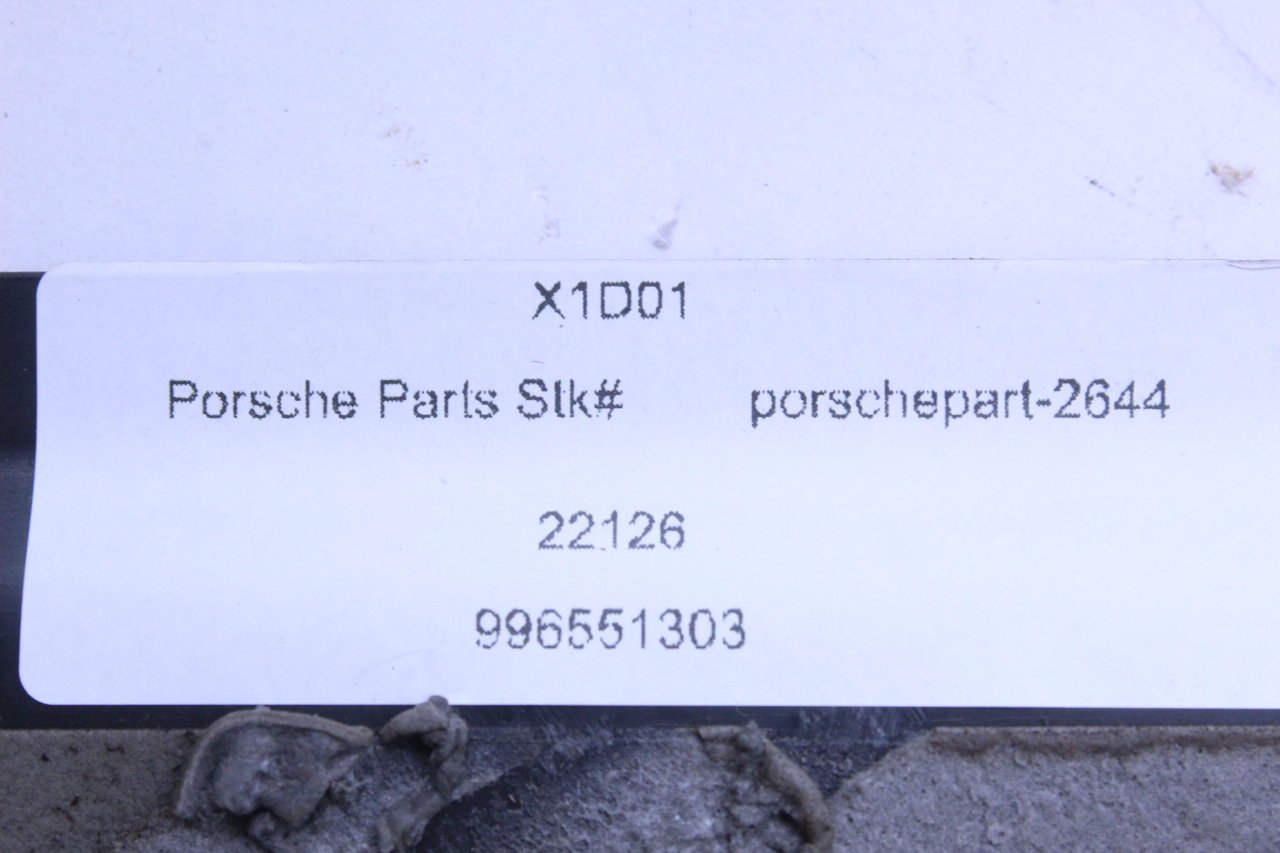 X1D01
Porsche Parts Stk# porschepart-2644
22126
996551303